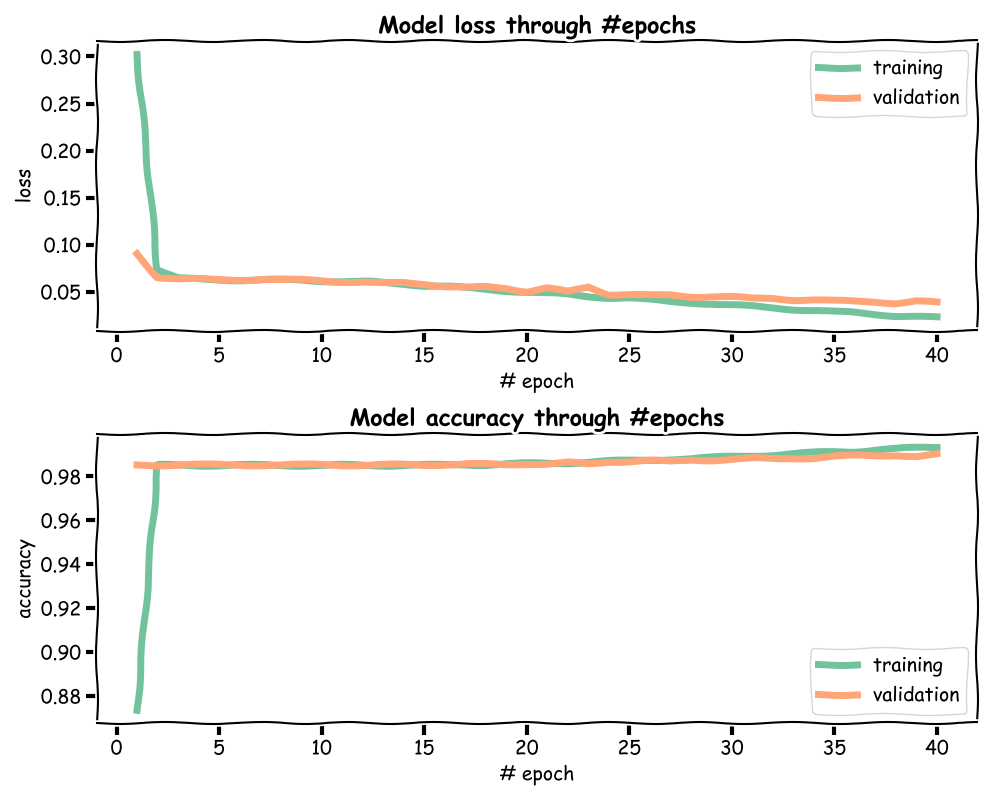 Model loss through #epochs
0.30
0.25
0.20
0.15
0.10
0.05
loss
training
validation
0 5 10 15 20 25 30 35 40
# epoch
Model accuracy through #epochs
0.98
0.96
0.94
0.92
0.90
0.88
accuracy
training
validation
0 5 10 15 20 25 30 35 40
# epoch